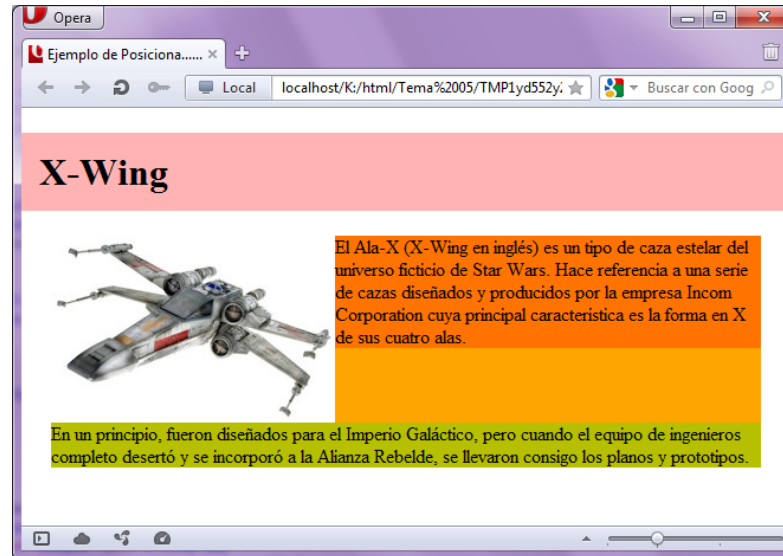 Opera
Ejemplo de Posiciona......
Local localhost/K:/html/Tema%2005/TMP1yd552y
Buscar con Goog
X-Wing
El Ala-X (X-Wing en inglés) es un tipo de caza estelar del
universo ficticio de Star Wars. Hace referencia a una serie
de cazas diseñados y producidos por la empresa Incom
Corporation cuya principal característica es la forma en X
de sus cuatro alas.
En un principio, fueron diseñados para el Imperio Galáctico, pero cuando el equipo de ingenieros
completo desertó y se incorporó a la Alianza Rebelde, se llevaron consigo los planos y prototipos.